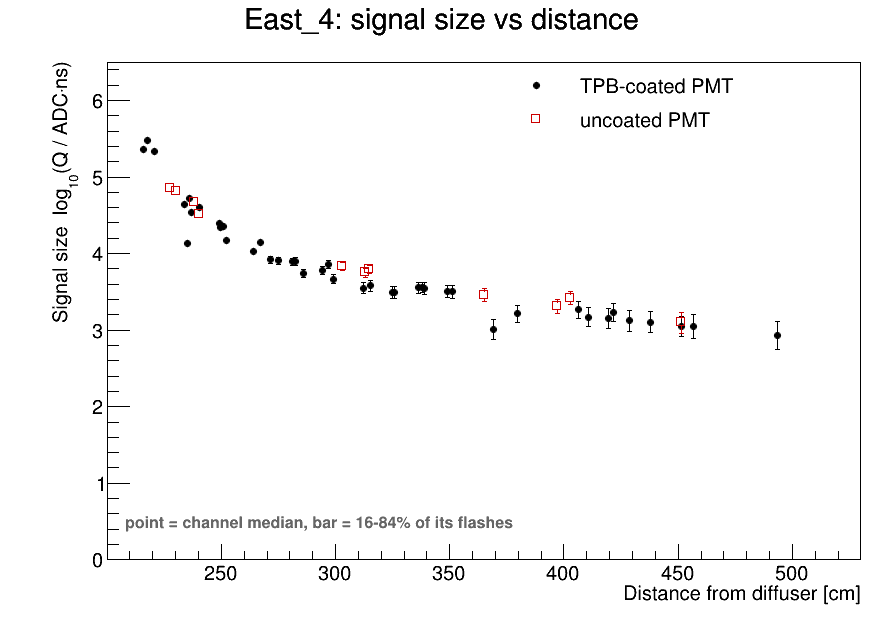 East_4: signal size vs distance
Signal size log10(Q / ADC·ns)
TPB-coated PMT
uncoated PMT
6
5
4
3
2
1
0
point = channel median, bar = 16-84% of its flashes
250 300 350 400 450 500
Distance from diffuser [cm]